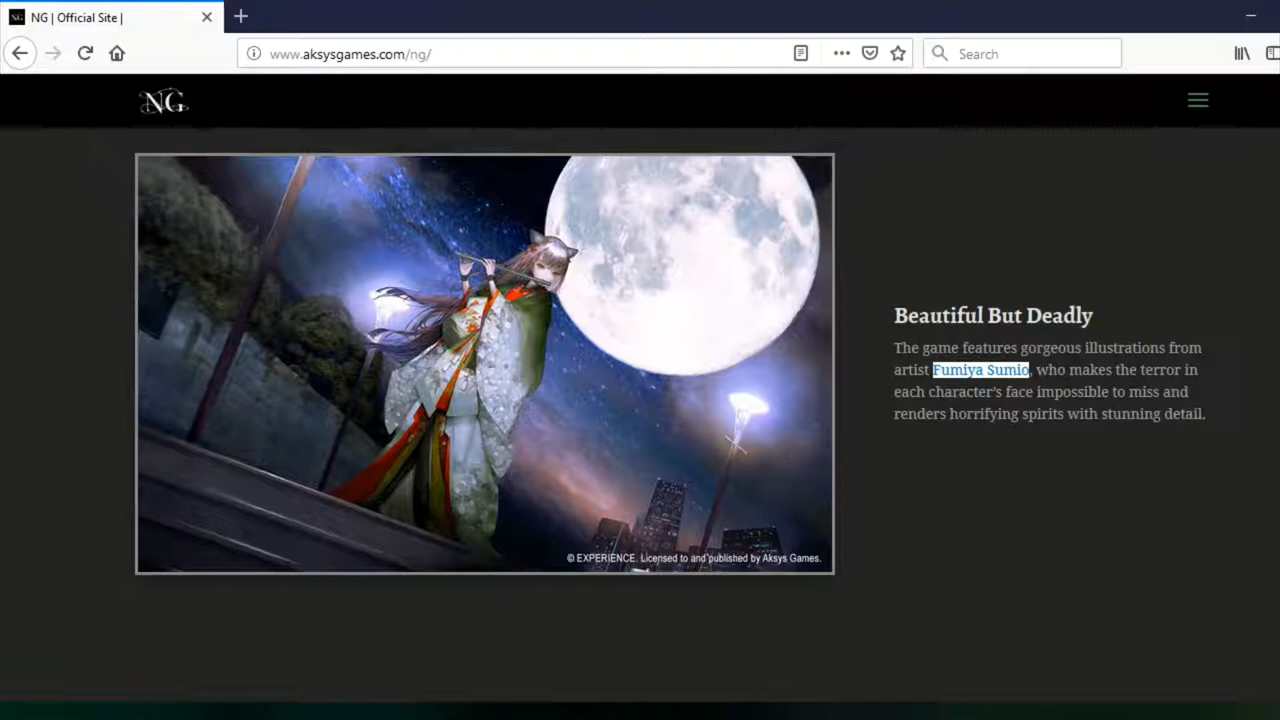 NG | Official Site |
www.aksysgames.com/ng/
Search
NG
Beautiful But Deadly
The game features gorgeous illustrations from
artist Fumiya Sumio, who makes the terror in
each character's face impossible to miss and
renders horrifying spirits with stunning detail.
© EXPERIENCE. Licensed to and published by Aksys Games.